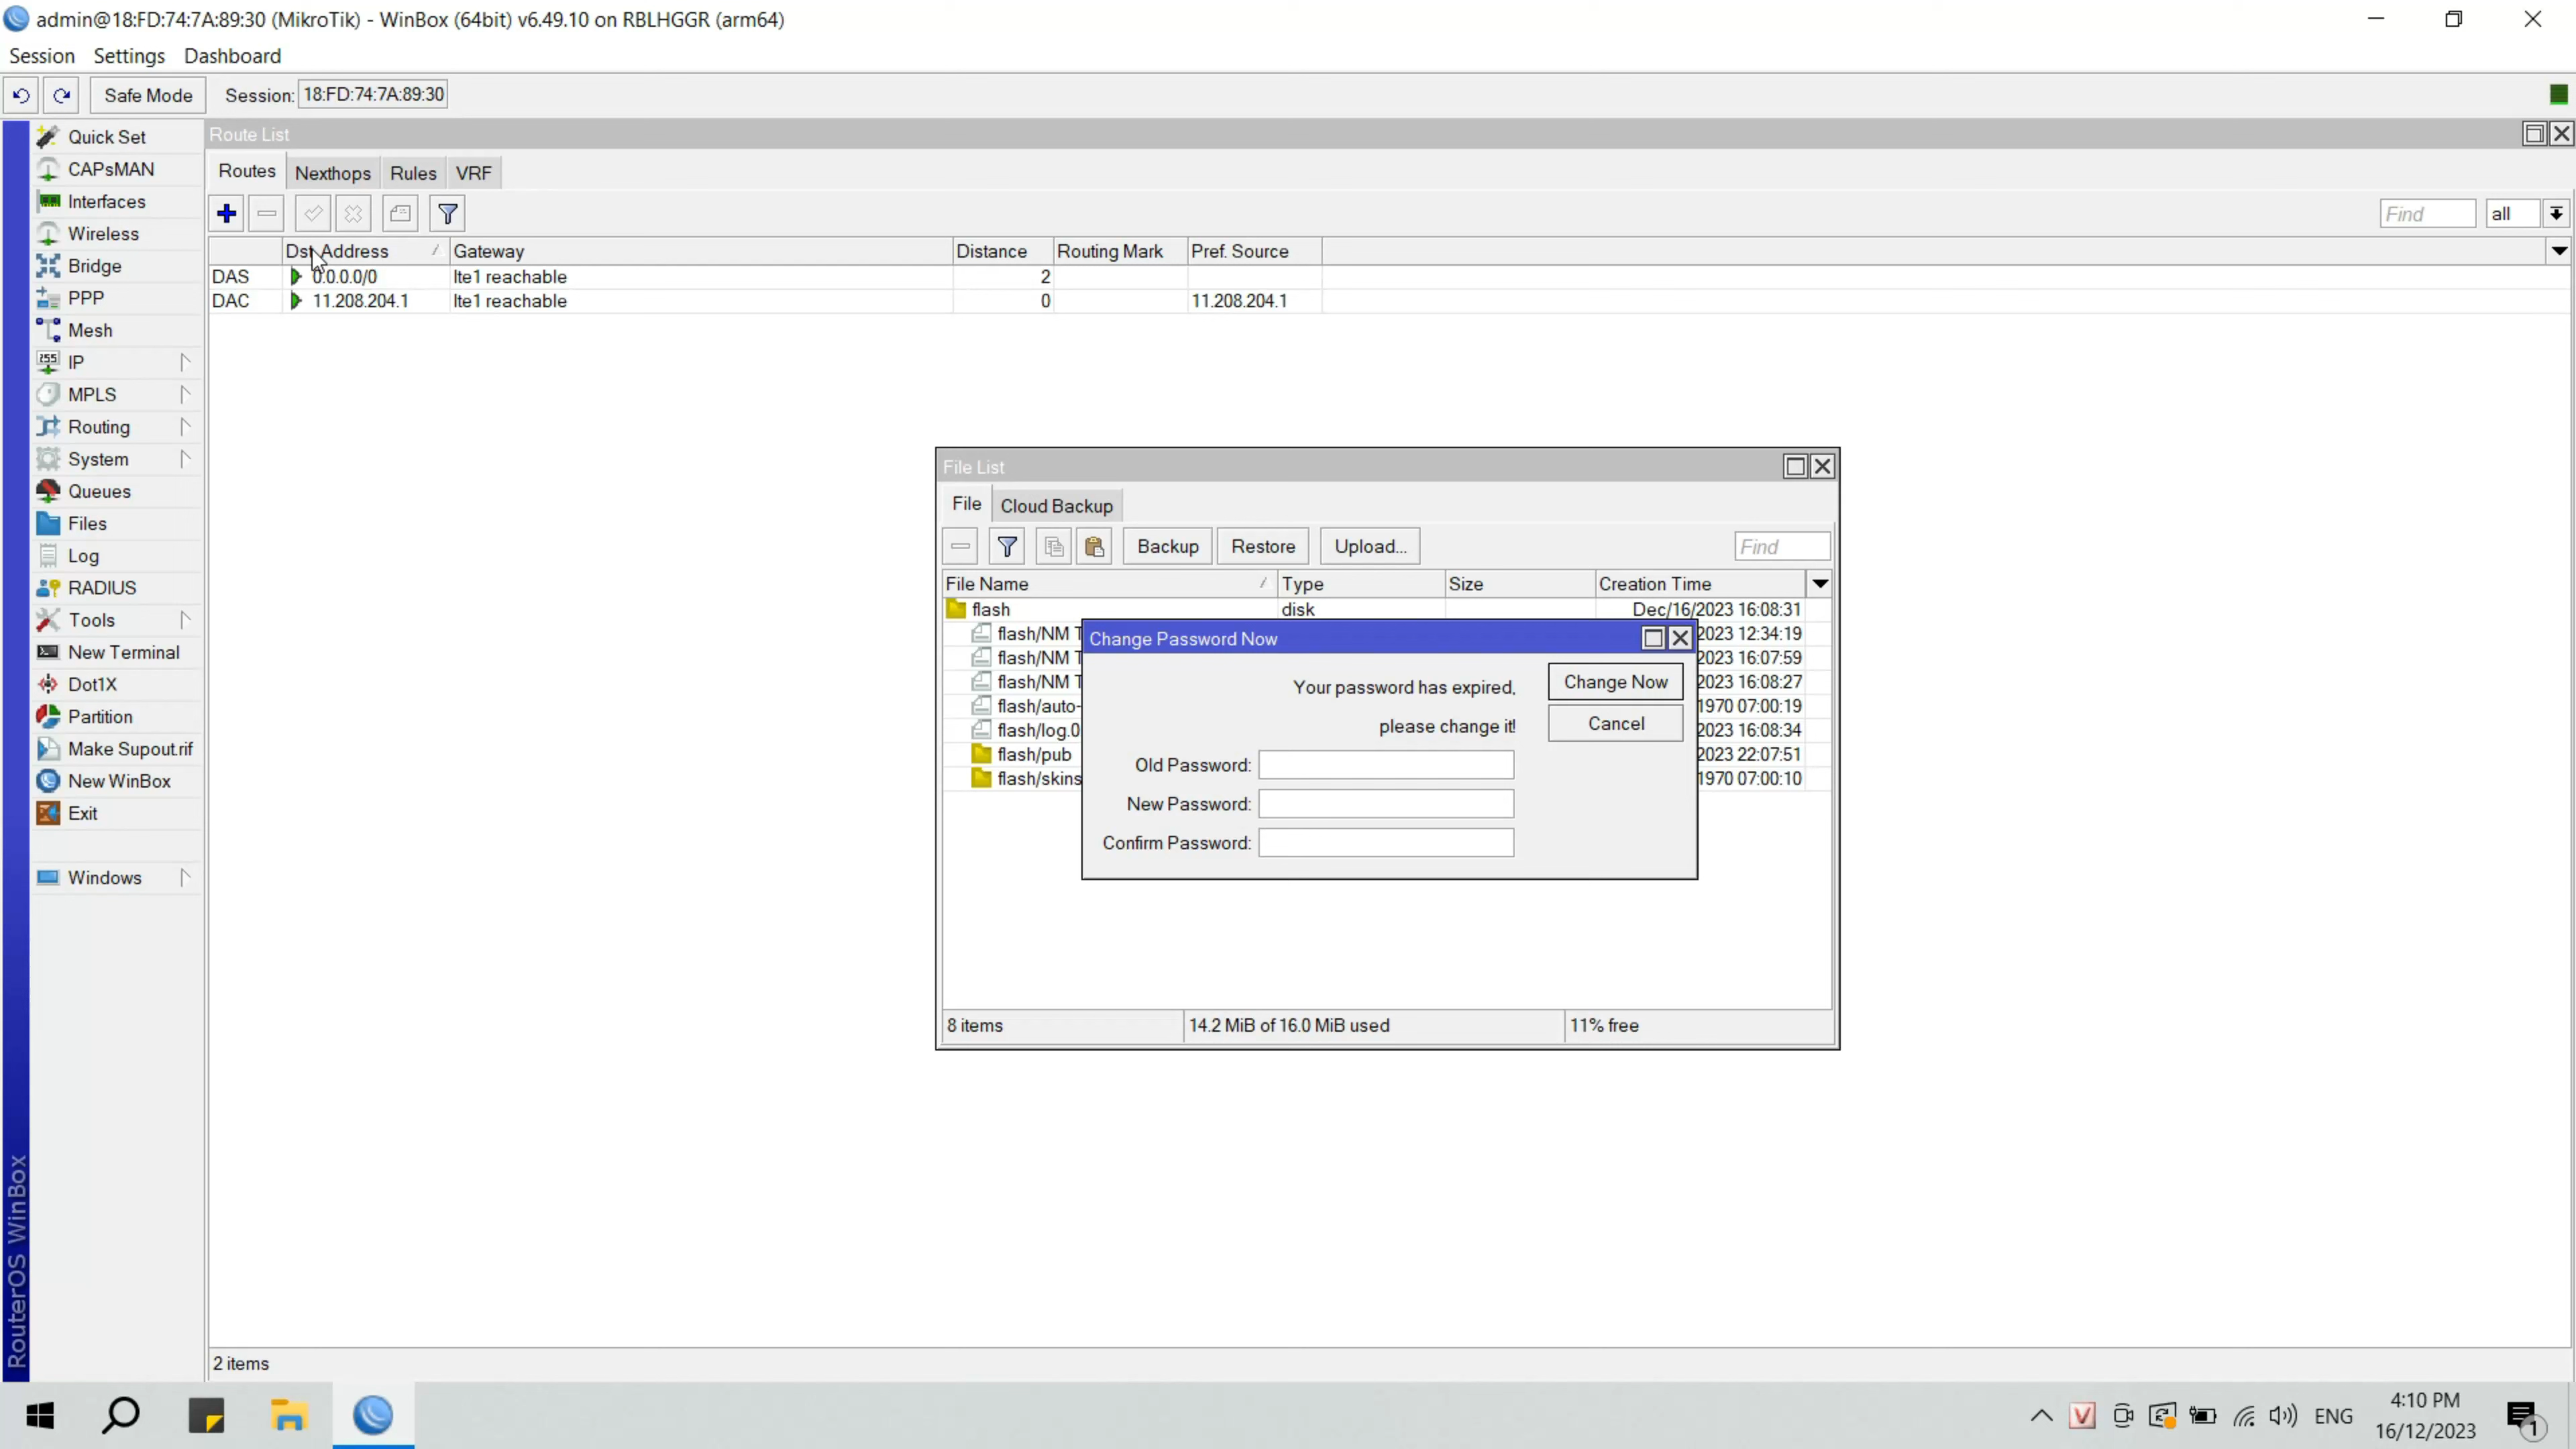 admin@18:FD:74:7A:89:30 (MikroTik) - WinBox (64bit) v6.49.10 on RBLHGGR (arm64)
Session Settings Dashboard
Safe Mode Session: 18:FD:74:7A:89:30
Quick Set
CAPsMAN
Interfaces
Wireless
Bridge
PPP
Mesh
IP
MPLS
Routing
System
Queues
Files
Log
RADIUS
Tools
New Terminal
Dot1X
Partition
Make Supout.rif
New WinBox
Exit
Windows
RouterOS WinBox
Route List
Routes Nexthops Rules VRF
Find all
Dst. Address Gateway Distance Routing Mark Pref. Source
DAS 0.0.0.0/0 lte1 reachable 2
DAC 11.208.204.1 lte1 reachable 0 11.208.204.1
File List
File Cloud Backup
Backup Restore Upload... Find
File Name Type Size Creation Time
flash disk Dec/16/2023 16:08:31
flash/NM T 2023 12:34:19
flash/NM T 2023 16:07:59
flash/NM T 2023 16:08:27
flash/auto- 1970 07:00:19
flash/log.0 2023 16:08:34
flash/pub 2023 22:07:51
flash/skins 1970 07:00:10
Change Password Now
Your password has expired,
please change it!
Change Now
Cancel
Old Password:
New Password:
Confirm Password:
8 items 14.2 MiB of 16.0 MiB used 11% free
2 items
ENG
4:10 PM
16/12/2023
1